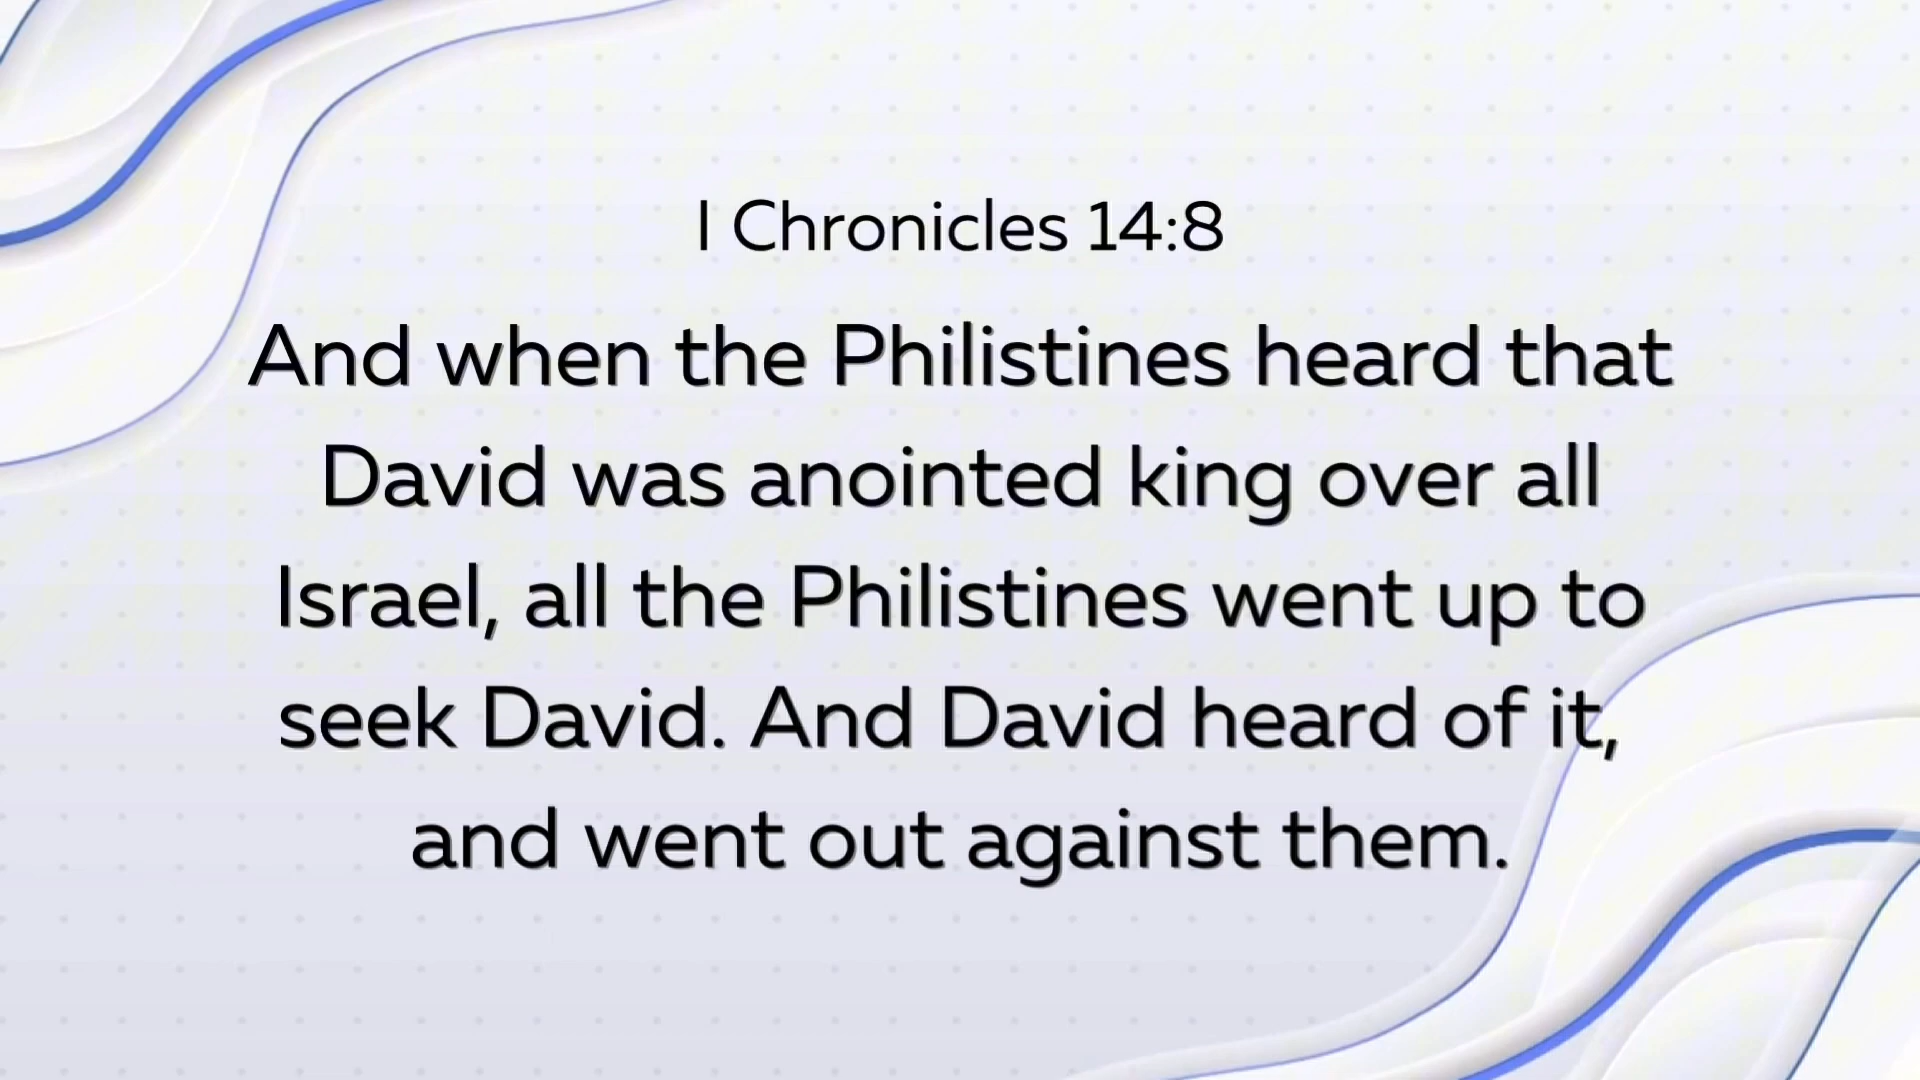 I Chronicles 14:8
And when the Philistines heard that
David was anointed king over all
Israel, all the Philistines went up to
seek David. And David heard of it,
and went out against them.